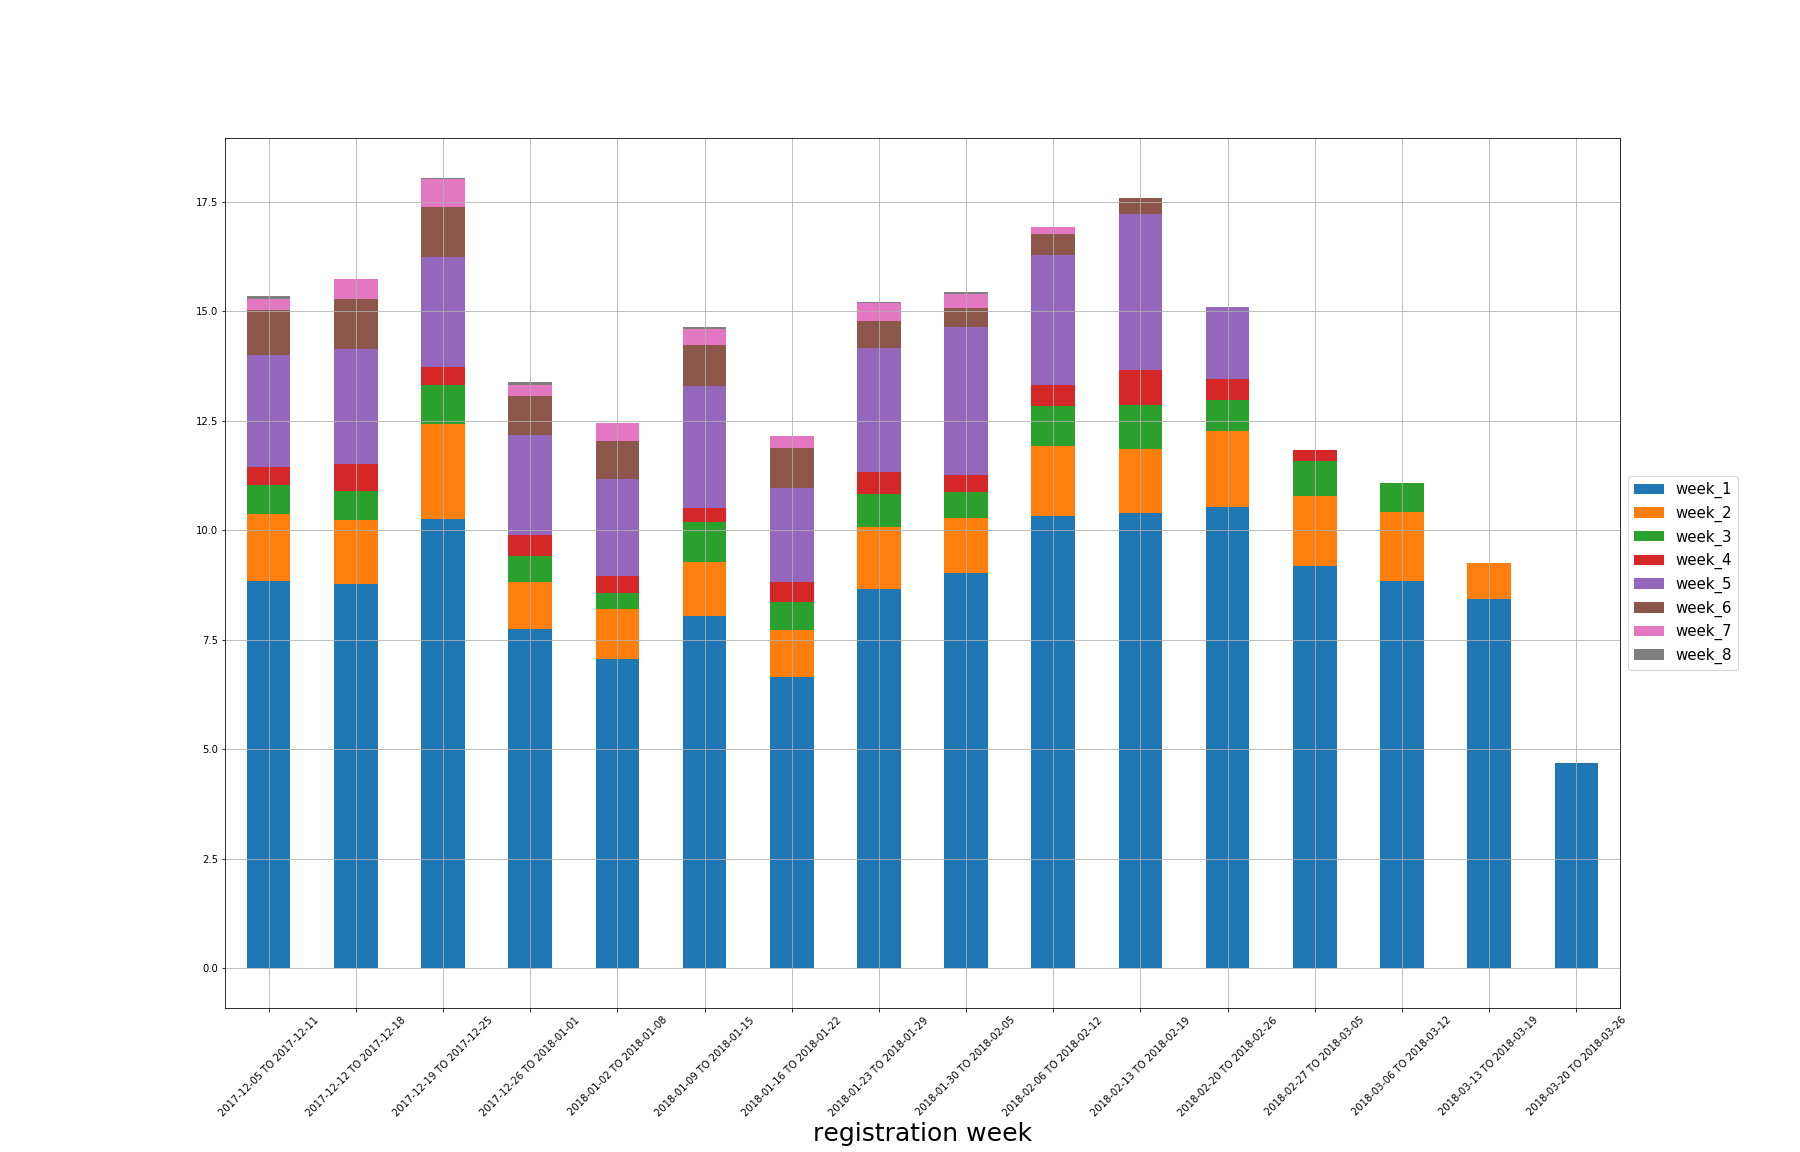 17.5
15.0
12.5
10.0
7.5
5.0
2.5
0.0
week_1
week_2
week_3
week_4
week_5
week_6
week_7
week_8
2017-12-05 TO 2017-12-11
2017-12-12 TO 2017-12-18
2017-12-19 TO 2017-12-25
2017-12-26 TO 2018-01-01
2018-01-02 TO 2018-01-08
2018-01-09 TO 2018-01-15
2018-01-16 TO 2018-01-22
2018-01-23 TO 2018-01-29
2018-01-30 TO 2018-02-05
2018-02-06 TO 2018-02-12
2018-02-13 TO 2018-02-19
2018-02-20 TO 2018-02-26
2018-02-27 TO 2018-03-05
2018-03-06 TO 2018-03-12
2018-03-13 TO 2018-03-19
2018-03-20 TO 2018-03-26
registration week